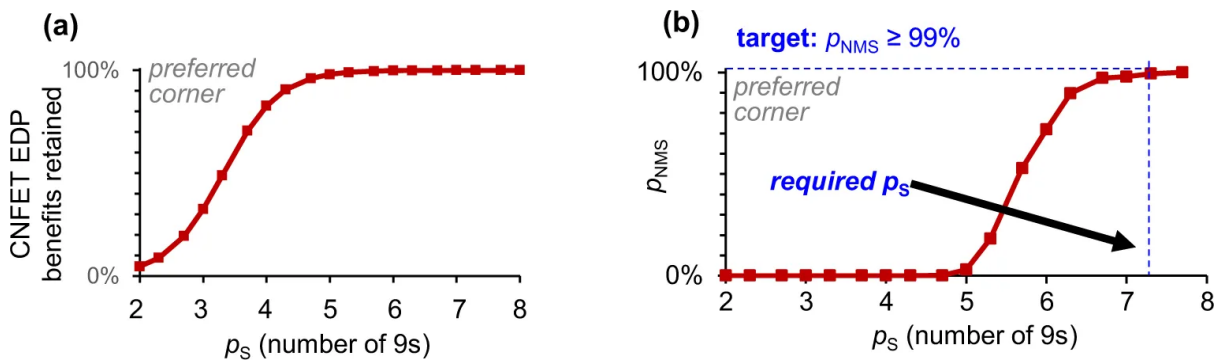 (a)
CNFET EDP
benefits retained
100%
0%
preferred
corner
2 3 4 5 6 7 8
pS (number of 9s)
(b)
target: pNMS ≥ 99%
pNMS
100%
0%
preferred
corner
required pS
2 3 4 5 6 7 8
pS (number of 9s)